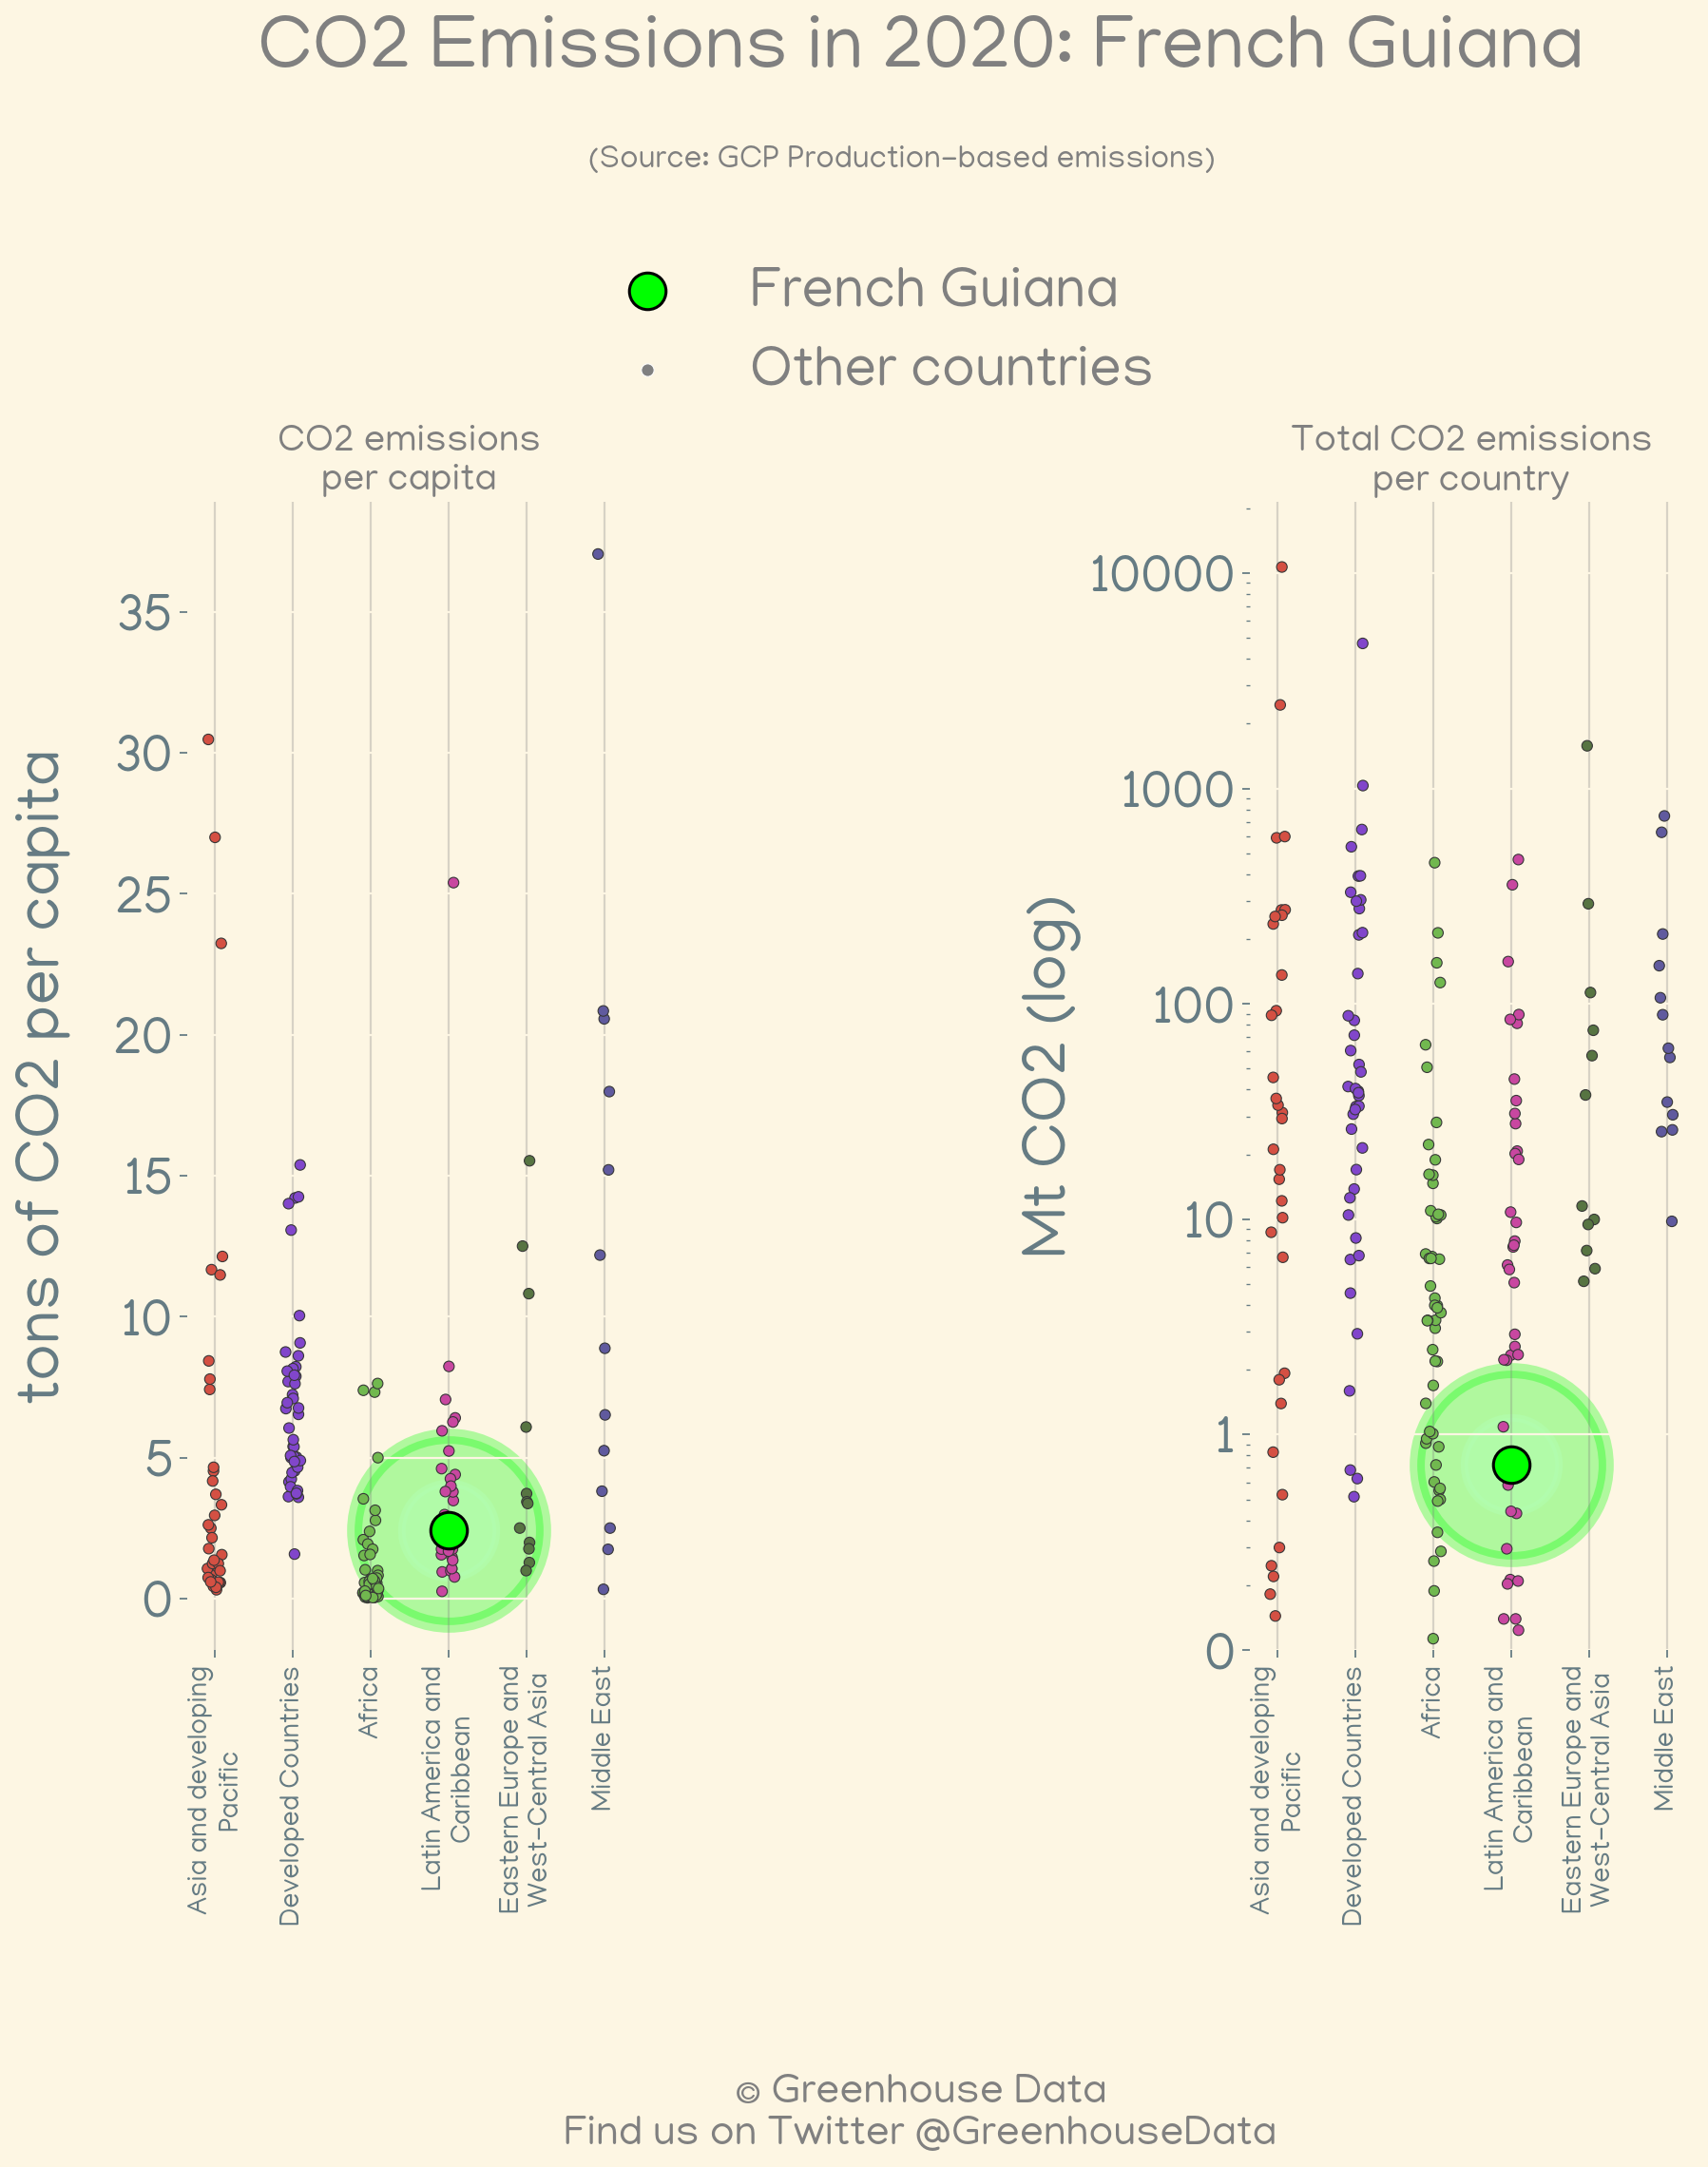 CO2 Emissions in 2020: French Guiana
(Source: GCP Production-based emissions)
French Guiana
Other countries
CO2 emissions
per capita
tons of CO2 per capita
35
30
25
20
15
10
5
0
Asia and developing
Pacific
Developed Countries
Africa
Latin America and
Caribbean
Eastern Europe and
West-Central Asia
Middle East
Total CO2 emissions
per country
Mt CO2 (log)
10000
1000
100
10
1
0
Asia and developing
Pacific
Developed Countries
Africa
Latin America and
Caribbean
Eastern Europe and
West-Central Asia
Middle East
© Greenhouse Data
Find us on Twitter @GreenhouseData